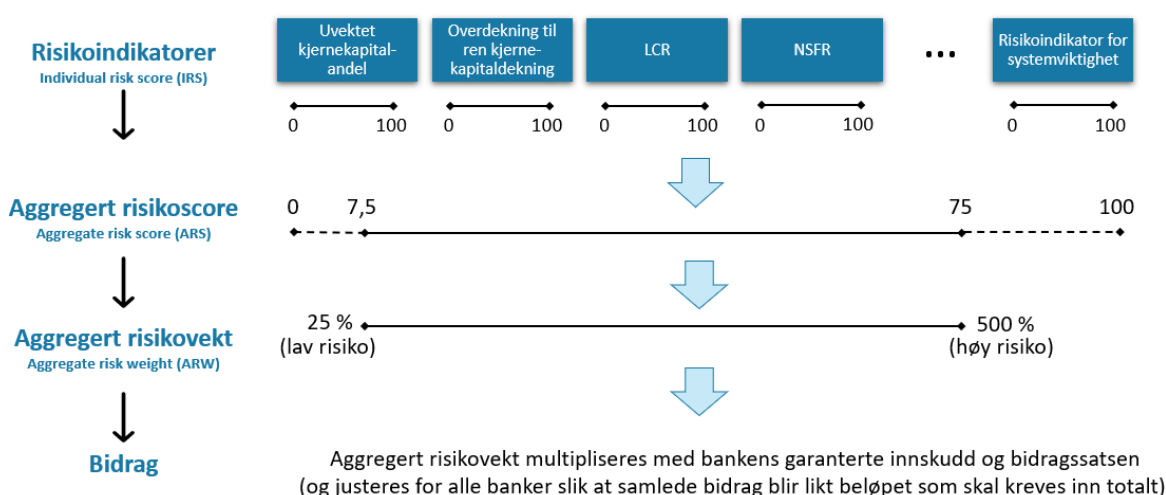 Risikoindikatorer
Individual risk score (IRS)
Uvektet
kjernekapital-
andel
Overdekning til
ren kjerne-
kapitaldekning
LCR
NSFR
...
Risikoindikator for
systemviktighet
0 100
0 100
0 100
0 100
0 100
Aggregert risikoscore
Aggregate risk score (ARS)
0 7,5 75 100
Aggregert risikovekt
Aggregate risk weight (ARW)
25 %
(lav risiko)
500 %
(høy risiko)
Bidrag
Aggregert risikovekt multipliseres med bankens garanterte innskudd og bidragssatsen
(og justeres for alle banker slik at samlede bidrag blir likt beløpet som skal kreves inn totalt)